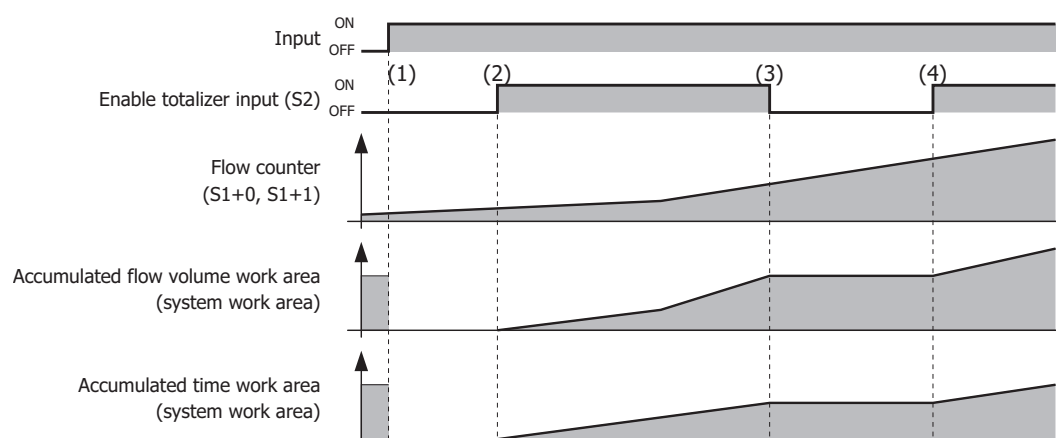 ON
Input
OFF
(1) (2) (3) (4)
ON
Enable totalizer input (S2)
OFF
Flow counter
(S1+0, S1+1)
Accumulated flow volume work area
(system work area)
Accumulated time work area
(system work area)